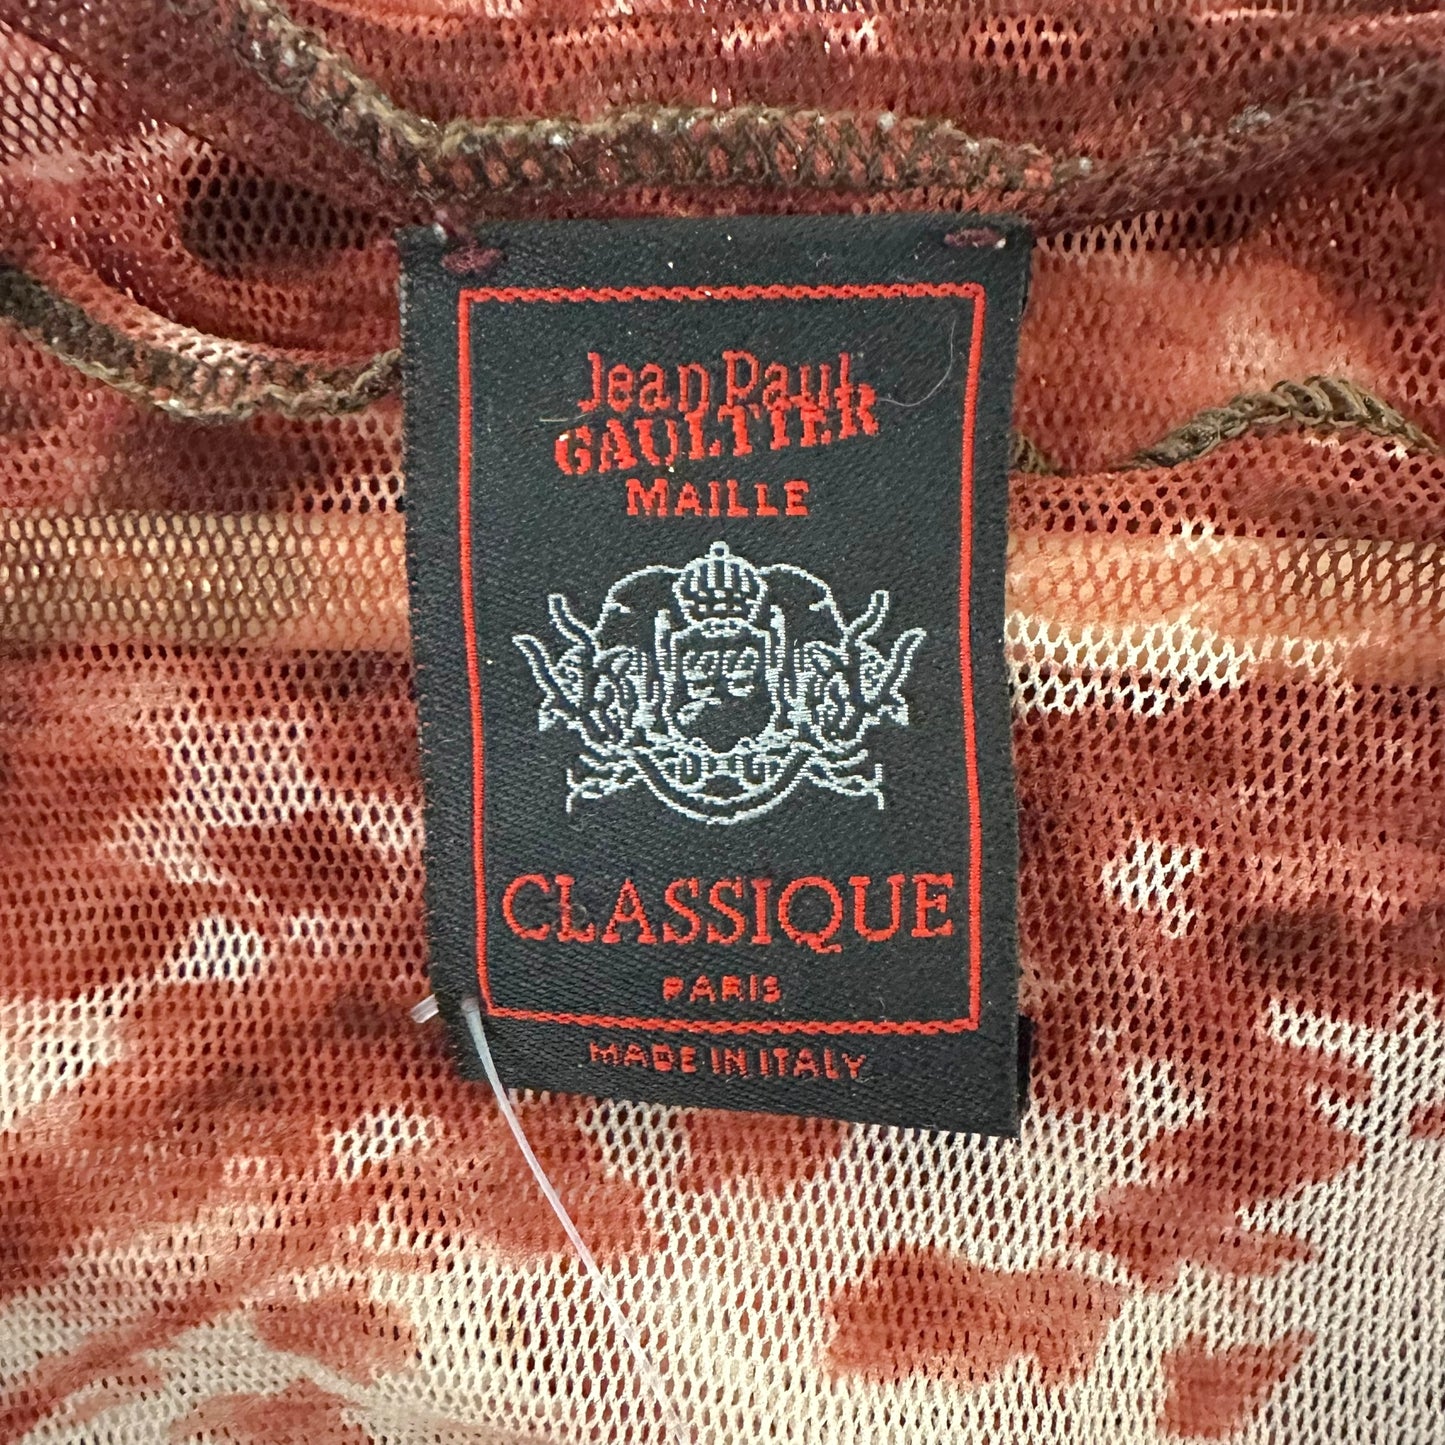 Jean Paul
GAULTIER
MAILLE
CLASSIQUE
PARIS
MADE IN ITALY